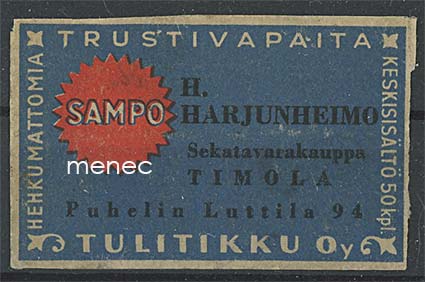 TRUSTIVAPAITA
HEHKUMATTOMIA
SAMPO
H.
HARJUNHEIMO
Sekatavarakauppa
TIMOLA
Puhelin Luttila 94
KESKISISÄLTÖ 50 kpl.
TULITIKKU Oy
menec